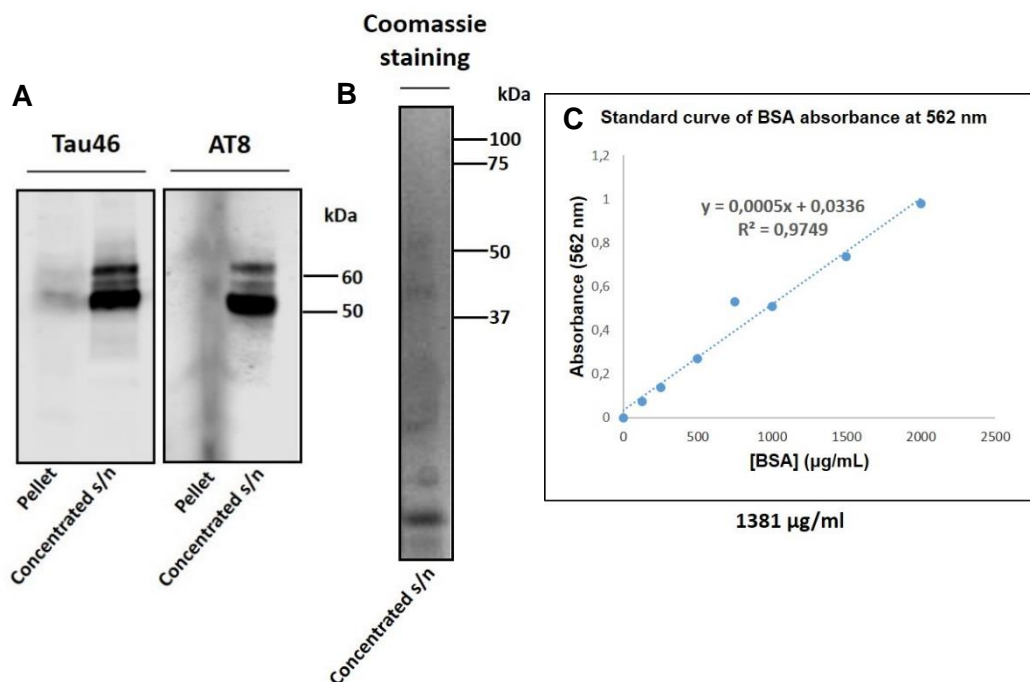 A
Tau46
AT8
kDa
60
50
Pellet
Concentrated s/n
Pellet
Concentrated s/n
B
Coomassie
staining
kDa
100
75
50
37
Concentrated s/n
C
Standard curve of BSA absorbance at 562 nm
Absorbance (562 nm)
1,2
1
0,8
0,6
0,4
0,2
0
y = 0,0005x + 0,0336
R² = 0,9749
0
500
1000
1500
2000
2500
[BSA] (µg/mL)
1381 µg/ml